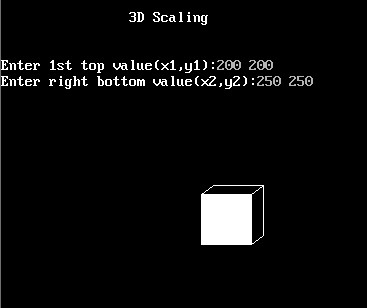 3D Scaling
Enter 1st top value(x1,y1):200 200
Enter right bottom value(x2,y2):250 250